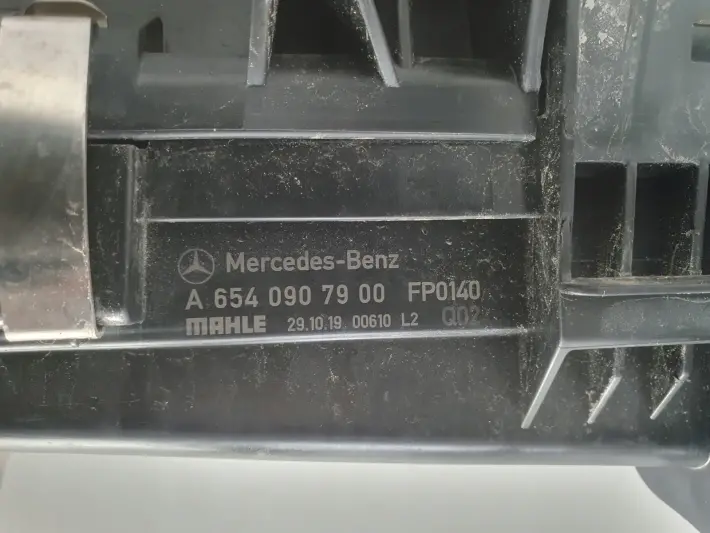 Mercedes-Benz
A 654 090 79 00 FP0140
MAHLE 29.10.19 00610 L2 Q02